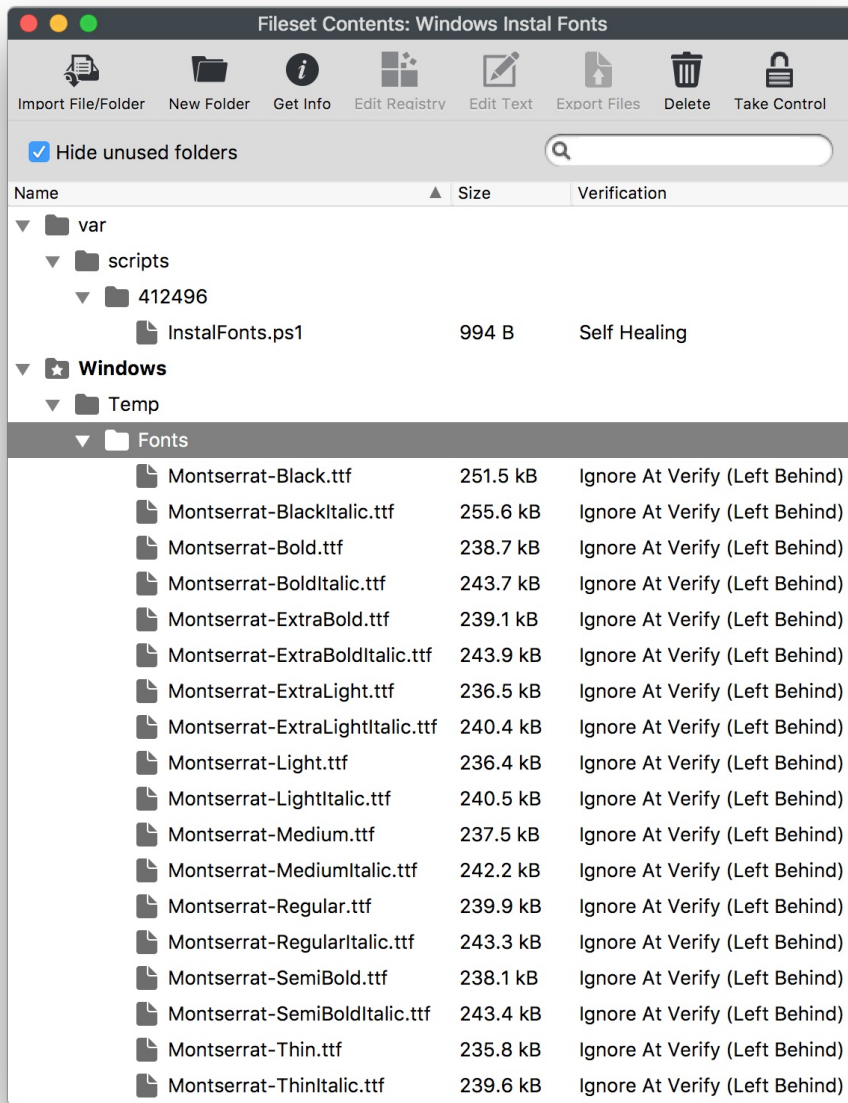 Fileset Contents: Windows Instal Fonts
Import File/Folder New Folder Get Info Edit Registry Edit Text Export Files Delete Take Control
Hide unused folders
Name Size Verification
var
scripts
412496
InstalFonts.ps1 994 B Self Healing
Windows
Temp
Fonts
Montserrat-Black.ttf 251.5 kB Ignore At Verify (Left Behind)
Montserrat-BlackItalic.ttf 255.6 kB Ignore At Verify (Left Behind)
Montserrat-Bold.ttf 238.7 kB Ignore At Verify (Left Behind)
Montserrat-BoldItalic.ttf 243.7 kB Ignore At Verify (Left Behind)
Montserrat-ExtraBold.ttf 239.1 kB Ignore At Verify (Left Behind)
Montserrat-ExtraBoldItalic.ttf 243.9 kB Ignore At Verify (Left Behind)
Montserrat-ExtraLight.ttf 236.5 kB Ignore At Verify (Left Behind)
Montserrat-ExtraLightItalic.ttf 240.4 kB Ignore At Verify (Left Behind)
Montserrat-Light.ttf 236.4 kB Ignore At Verify (Left Behind)
Montserrat-LightItalic.ttf 240.5 kB Ignore At Verify (Left Behind)
Montserrat-Medium.ttf 237.5 kB Ignore At Verify (Left Behind)
Montserrat-MediumItalic.ttf 242.2 kB Ignore At Verify (Left Behind)
Montserrat-Regular.ttf 239.9 kB Ignore At Verify (Left Behind)
Montserrat-RegularItalic.ttf 243.3 kB Ignore At Verify (Left Behind)
Montserrat-SemiBold.ttf 238.1 kB Ignore At Verify (Left Behind)
Montserrat-SemiBoldItalic.ttf 243.4 kB Ignore At Verify (Left Behind)
Montserrat-Thin.ttf 235.8 kB Ignore At Verify (Left Behind)
Montserrat-ThinItalic.ttf 239.6 kB Ignore At Verify (Left Behind)